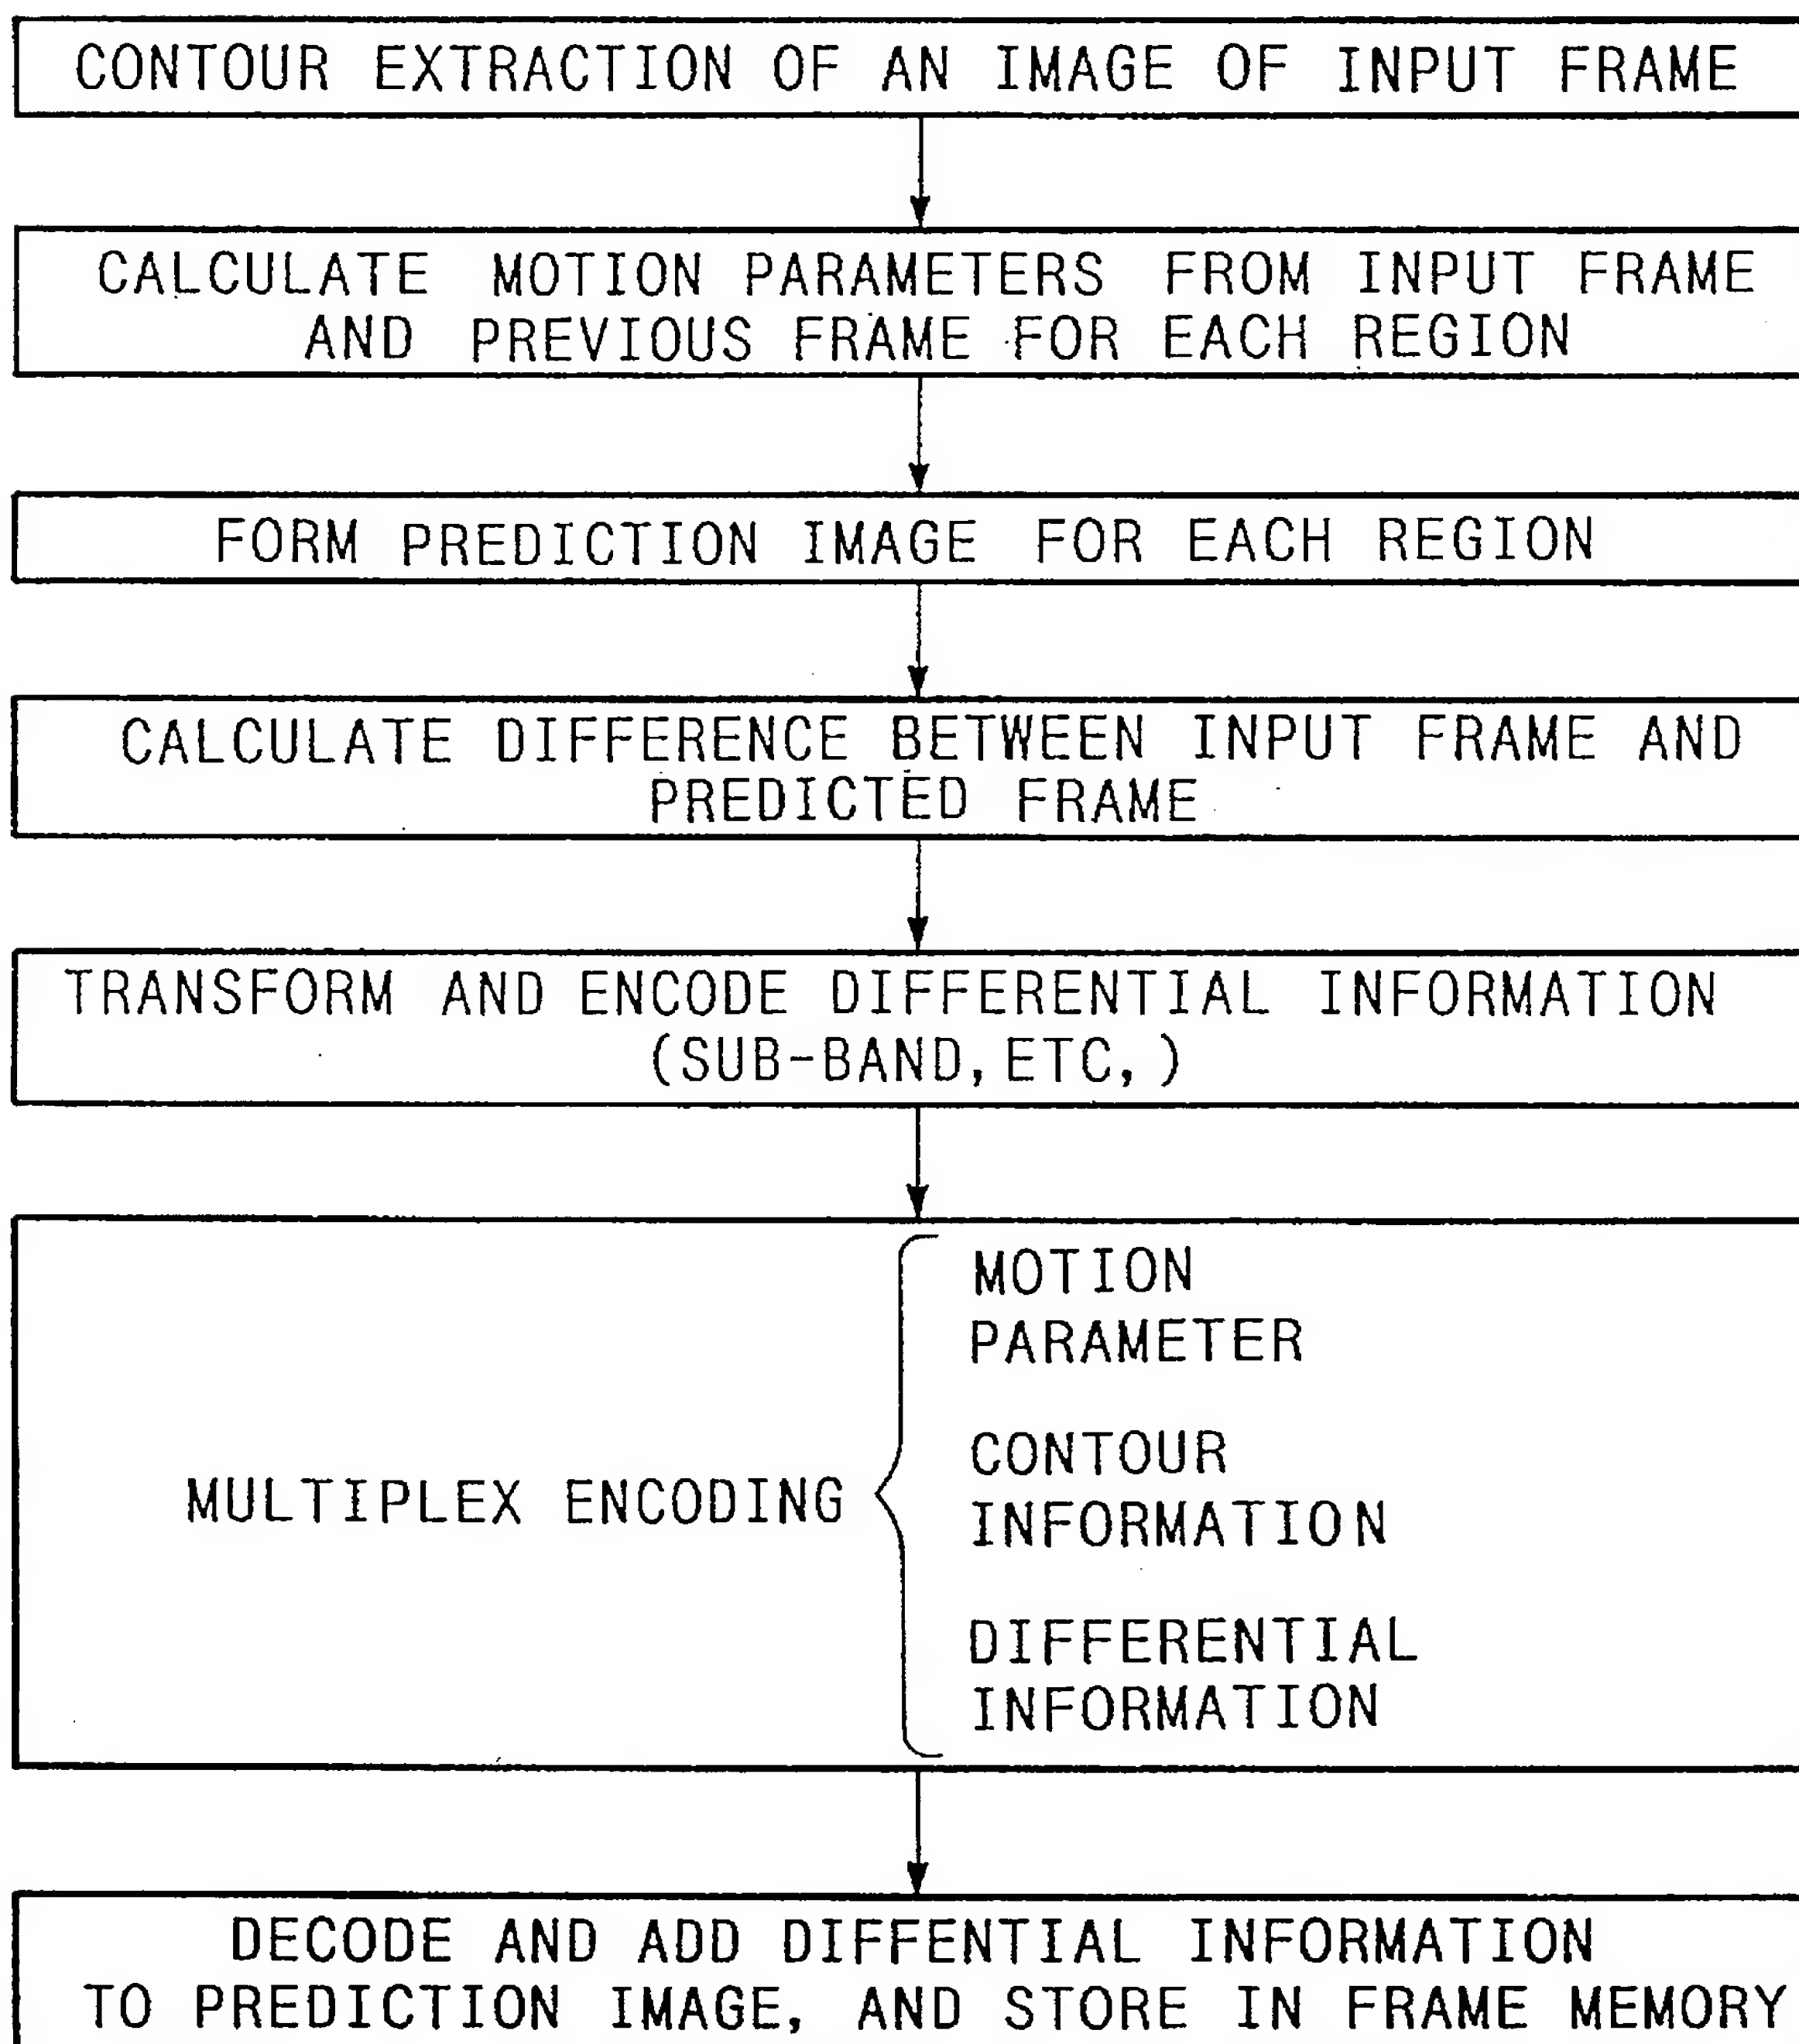 CONTOUR EXTRACTION OF AN IMAGE OF INPUT FRAME
CALCULATE MOTION PARAMETERS FROM INPUT FRAME
AND PREVIOUS FRAME FOR EACH REGION
FORM PREDICTION IMAGE FOR EACH REGION
CALCULATE DIFFERENCE BETWEEN INPUT FRAME AND
PREDICTED FRAME
TRANSFORM AND ENCODE DIFFERENTIAL INFORMATION
(SUB-BAND, ETC, )
MULTIPLEX ENCODING
MOTION
PARAMETER
CONTOUR
INFORMATION
DIFFERENTIAL
INFORMATION
DECODE AND ADD DIFFENTIAL INFORMATION
TO PREDICTION IMAGE, AND STORE IN FRAME MEMORY